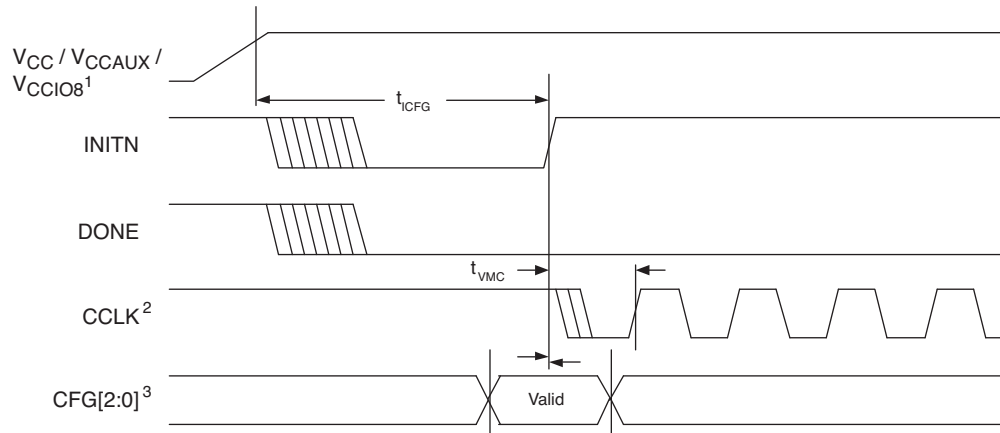 VCC / VCCAUX /
VCCIO8¹
tICFG
INITN
DONE
tVMC
CCLK²
CFG[2:0]³
Valid